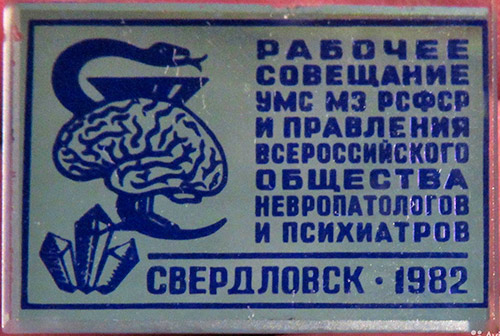 РАБОЧЕЕ
СОВЕЩАНИЕ
УМС МЗ РСФСР
И ПРАВЛЕНИЯ
ВСЕРОССИЙСКОГО
ОБЩЕСТВА
НЕВРОПАТОЛОГОВ
И ПСИХИАТРОВ
СВЕРДЛОВСК · 1982